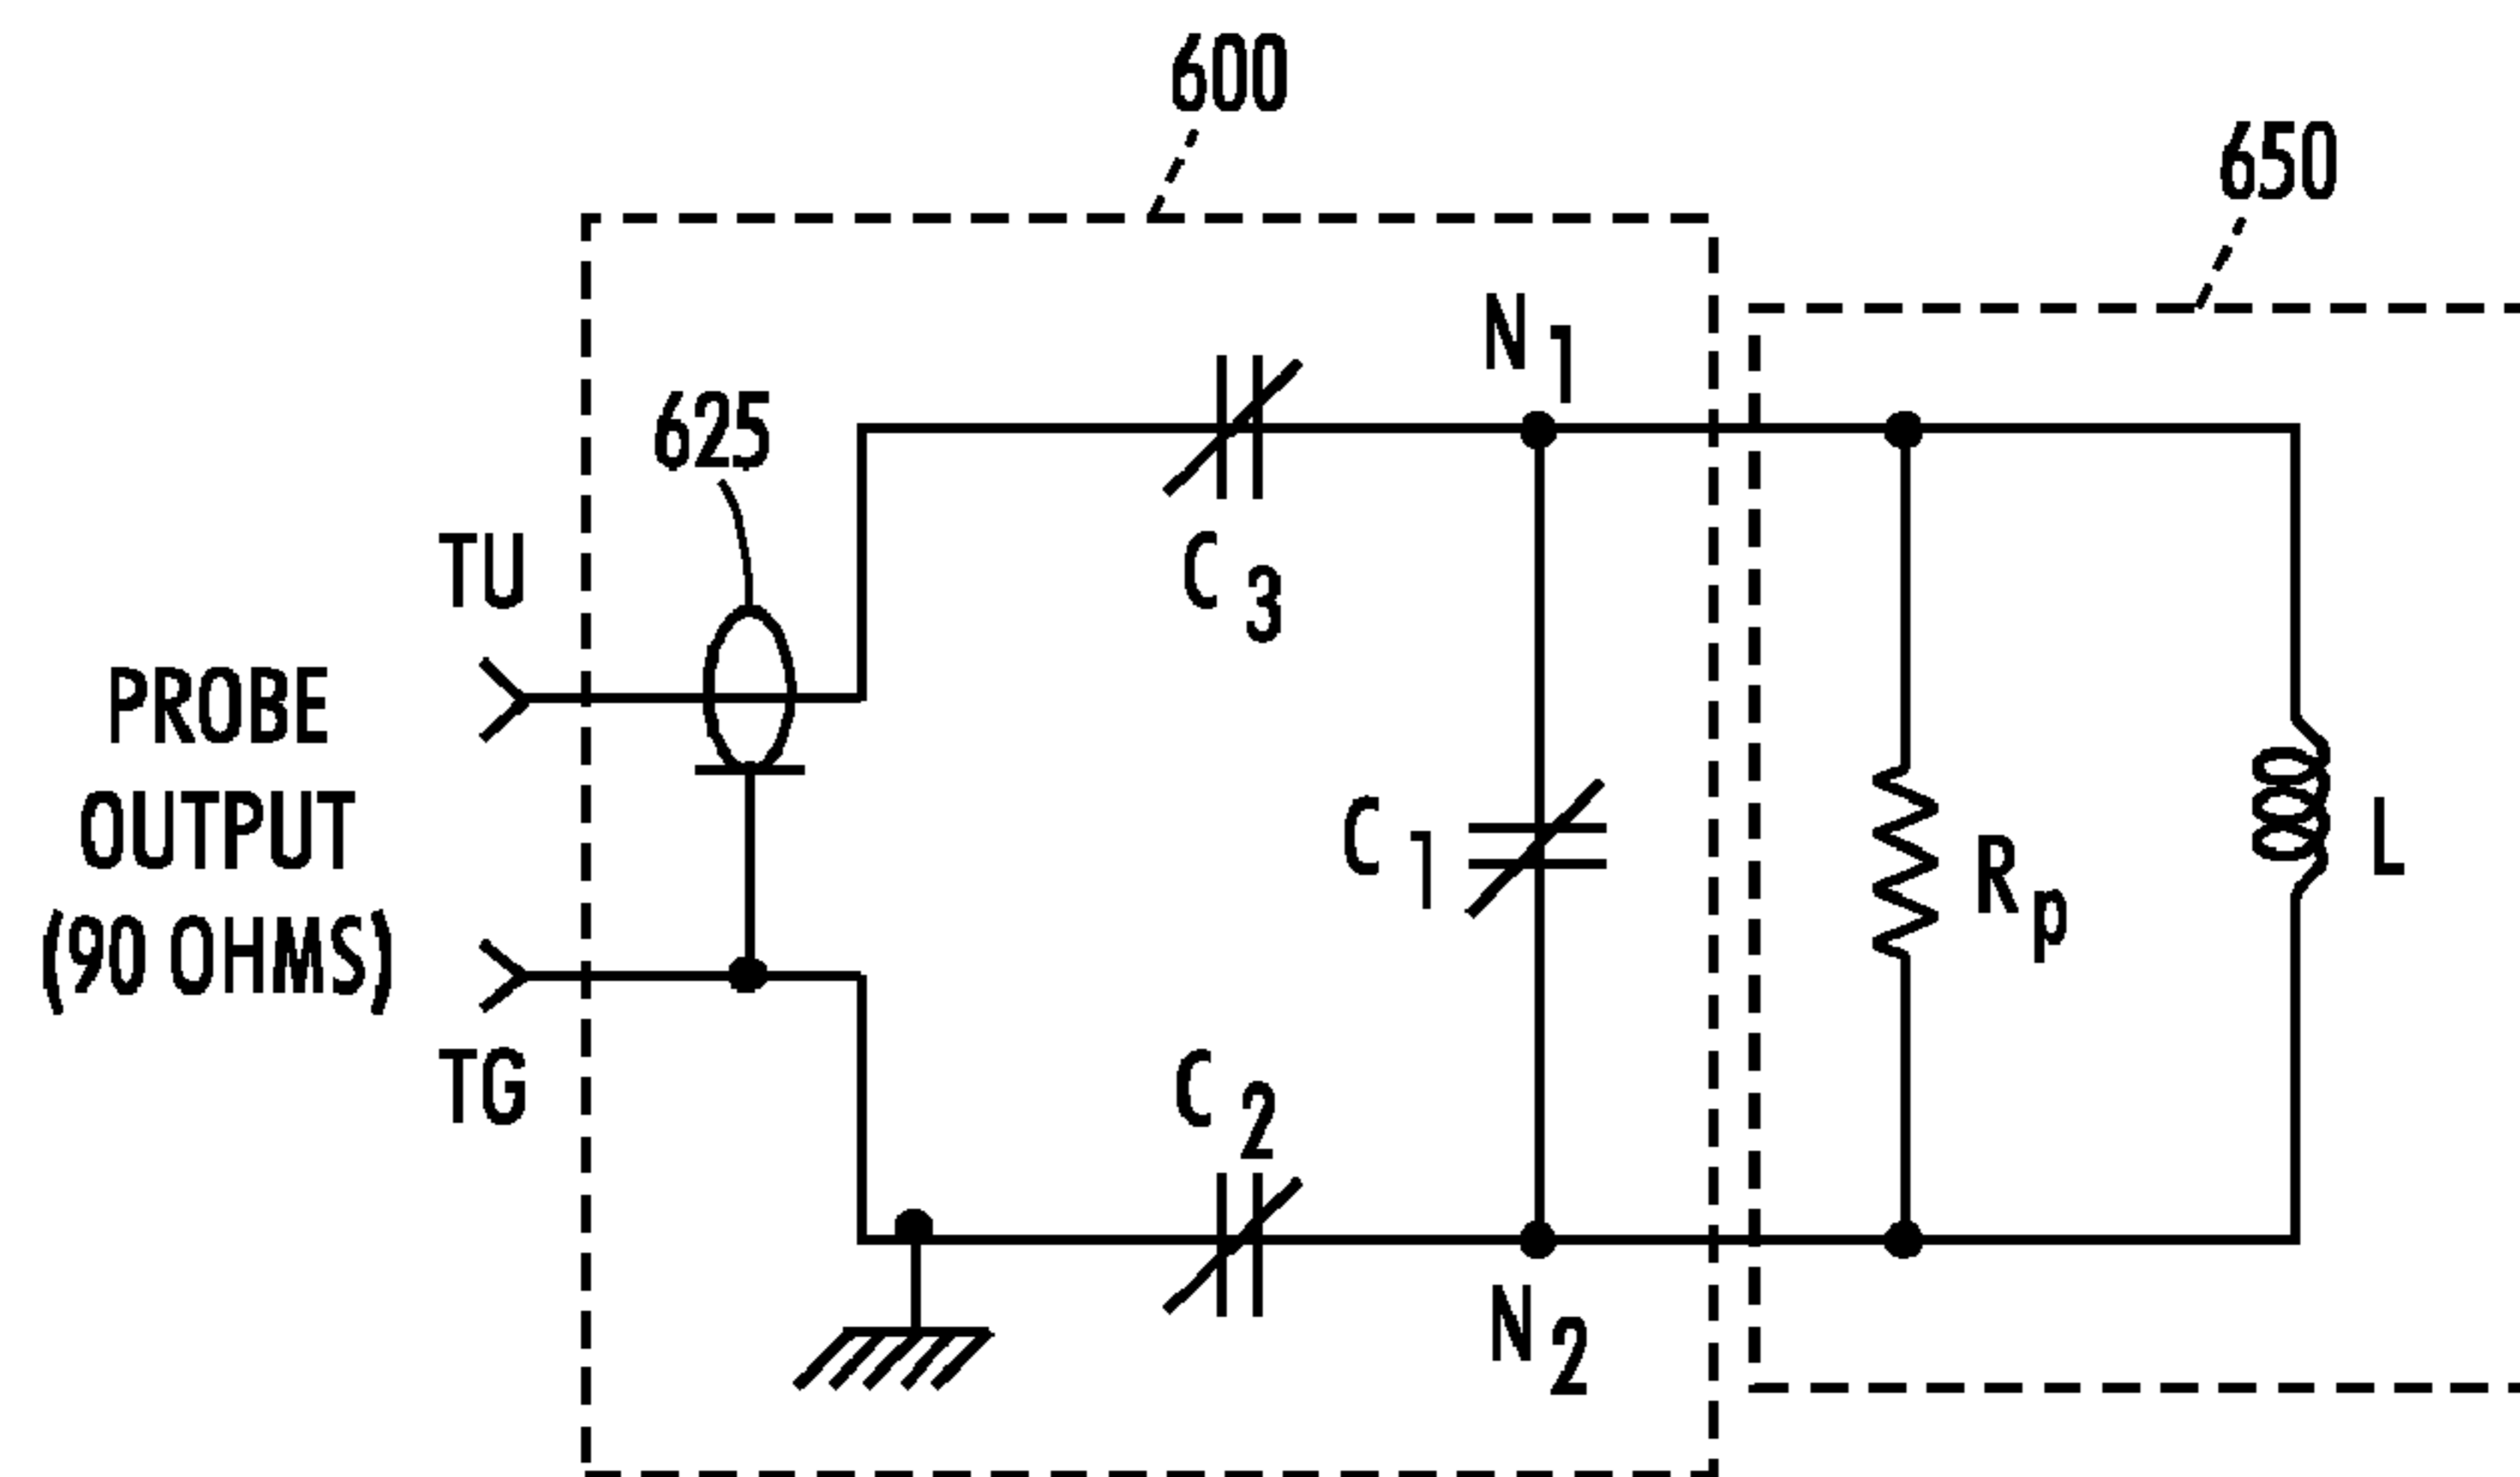 600
650
N1
625
TU
C3
PROBE
OUTPUT
(90 OHMS)
C1
L
Rp
TG
C2
N2